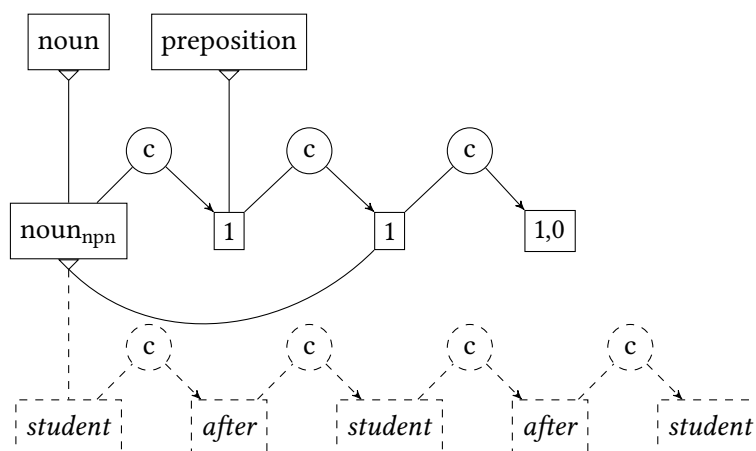 noun preposition
c c c
noun_npn 1 1 1,0
c c c c
student after student after student